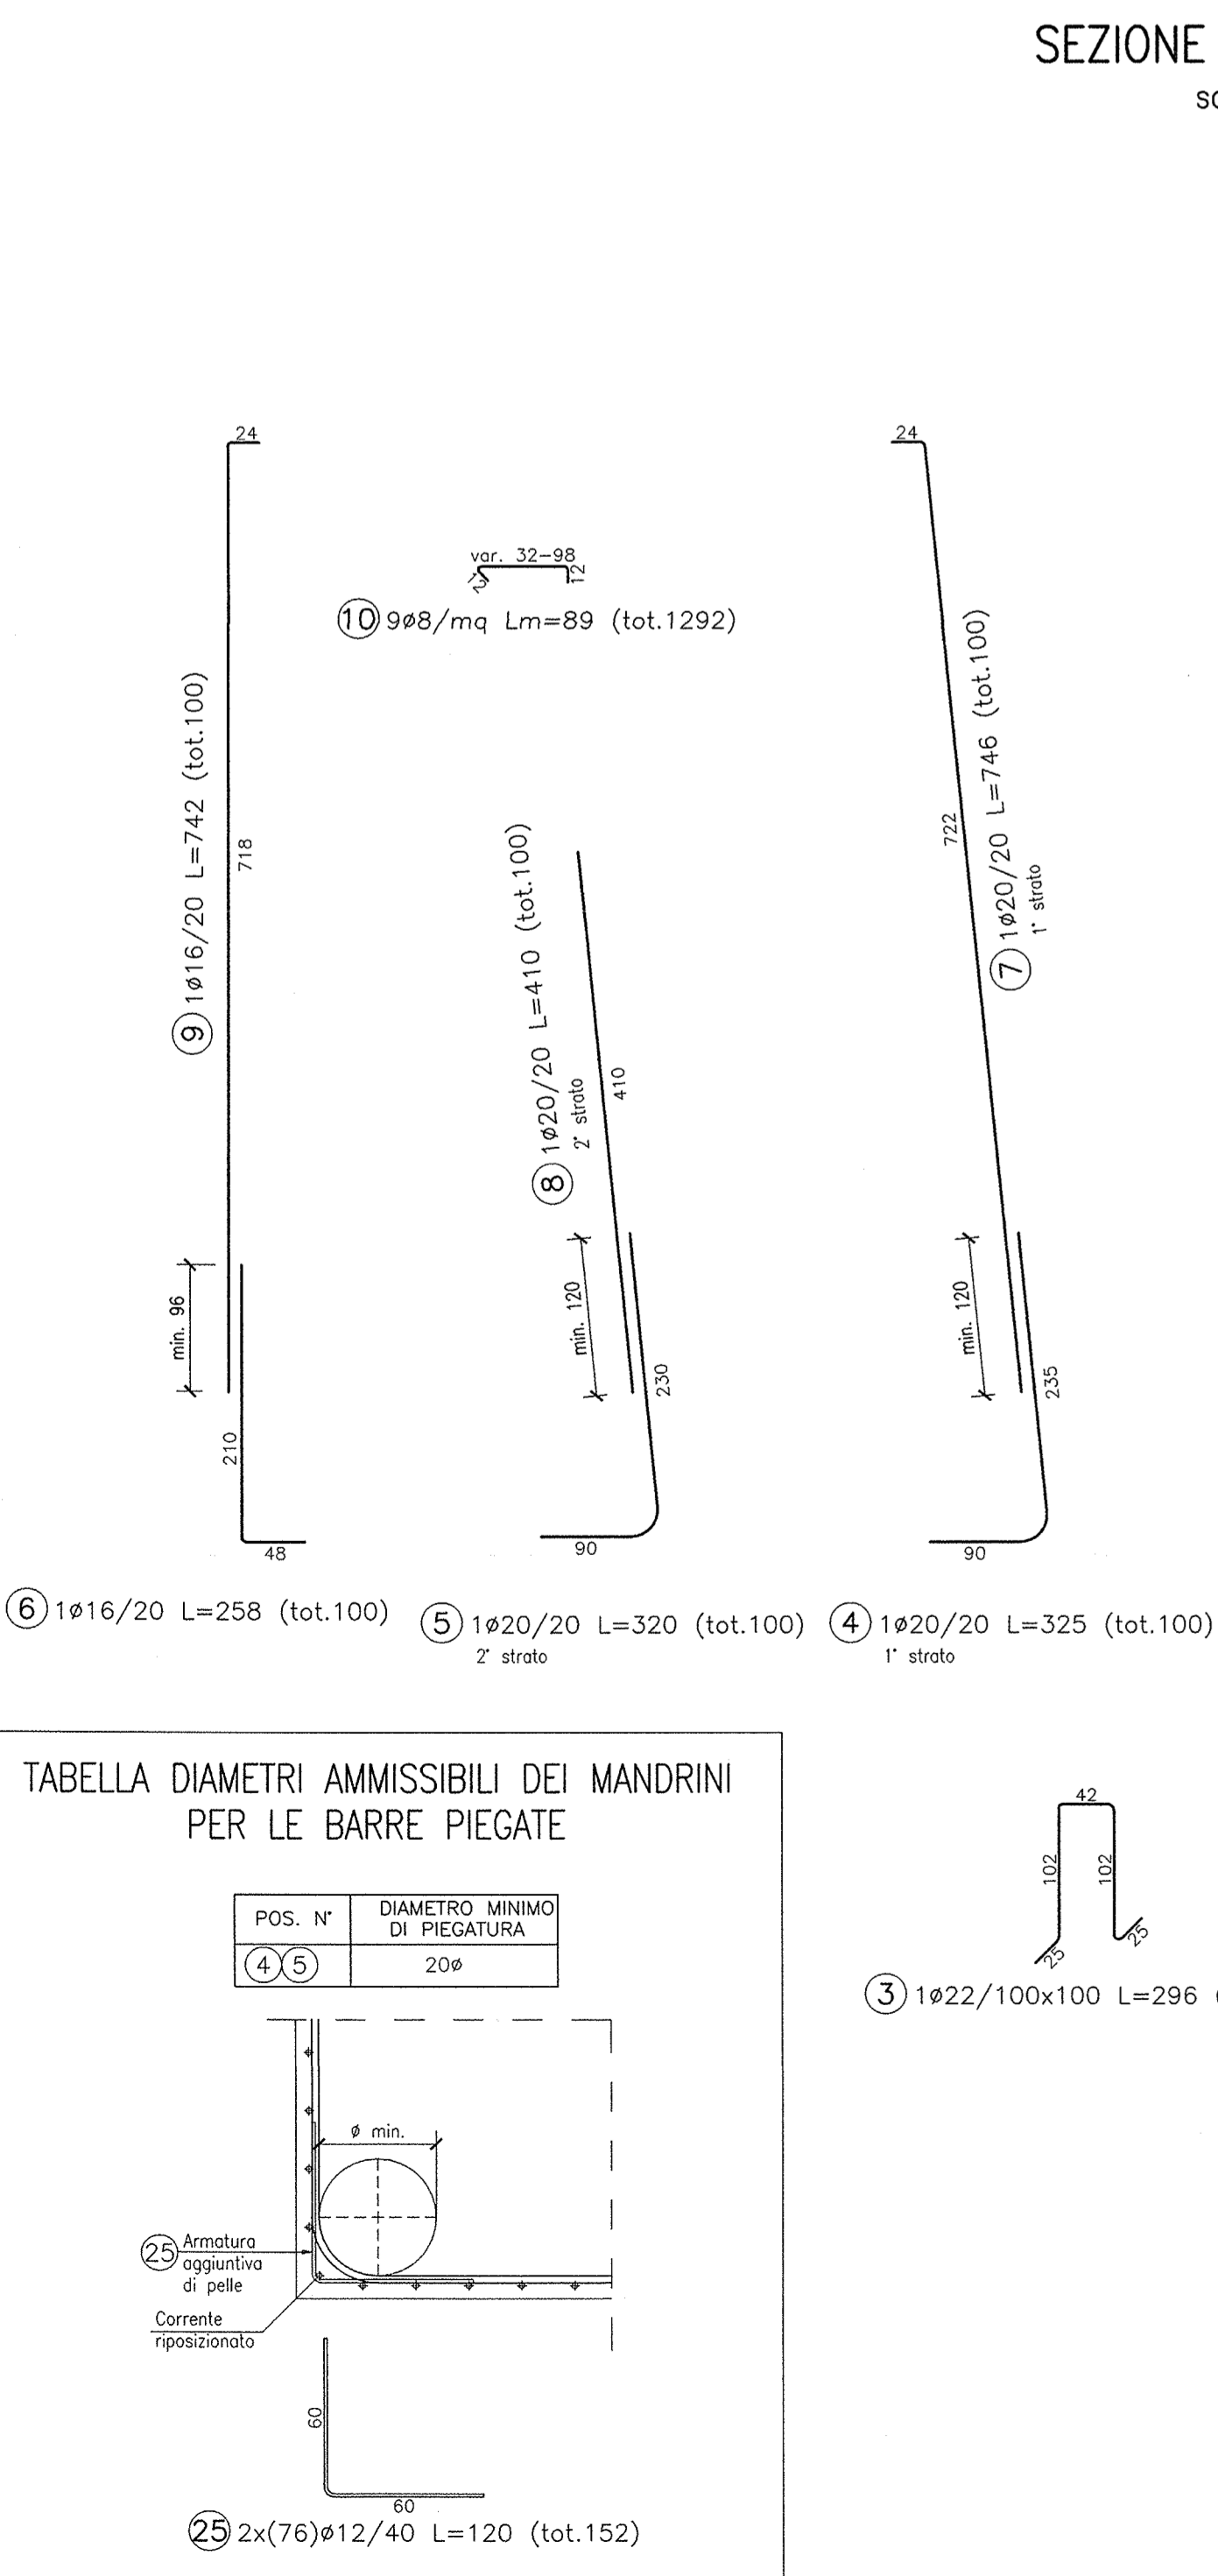 SEZIONE
24
24
var. 32-98
12
12
10 9ø8/mq Lm=89 (tot.1292)
9 1ø16/20 L=742 (tot.100)
718
8 1ø20/20 L=410 (tot.100)
2° strato
410
722
7 1ø20/20 L=746 (tot.100)
1° strato
min. 96
min. 120
min. 120
210
230
235
48
90
90
6 1ø16/20 L=258 (tot.100)
5 1ø20/20 L=320 (tot.100)
2° strato
4 1ø20/20 L=325 (tot.100)
1° strato
TABELLA DIAMETRI AMMISSIBILI DEI MANDRINI
PER LE BARRE PIEGATE
POS. N°
DIAMETRO MINIMO
DI PIEGATURA
4 5
20ø
42
102
102
25
25
3 1ø22/100x100 L=296 (
ø min.
25 Armatura
aggiuntiva
di pelle
Corrente
riposizionato
60
60
25 2x(76)ø12/40 L=120 (tot.152)